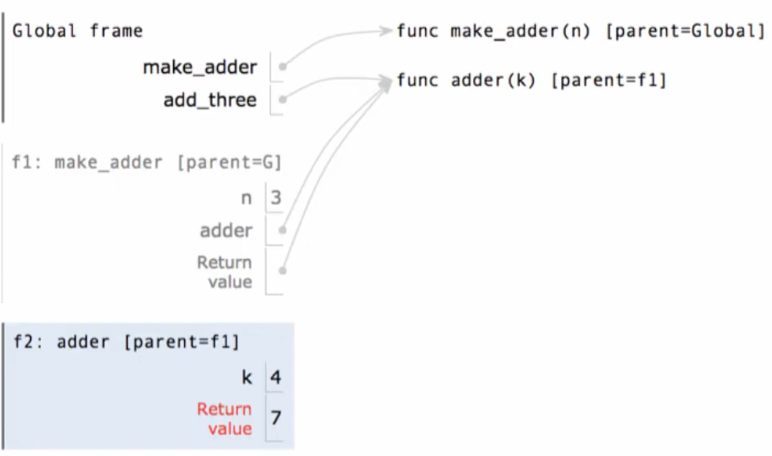 Global frame
func make_adder(n) [parent=Global]
make_adder
func adder(k) [parent=f1]
add_three
f1: make_adder [parent=G]
n 3
adder
Return
value
f2: adder [parent=f1]
k 4
Return
value 7